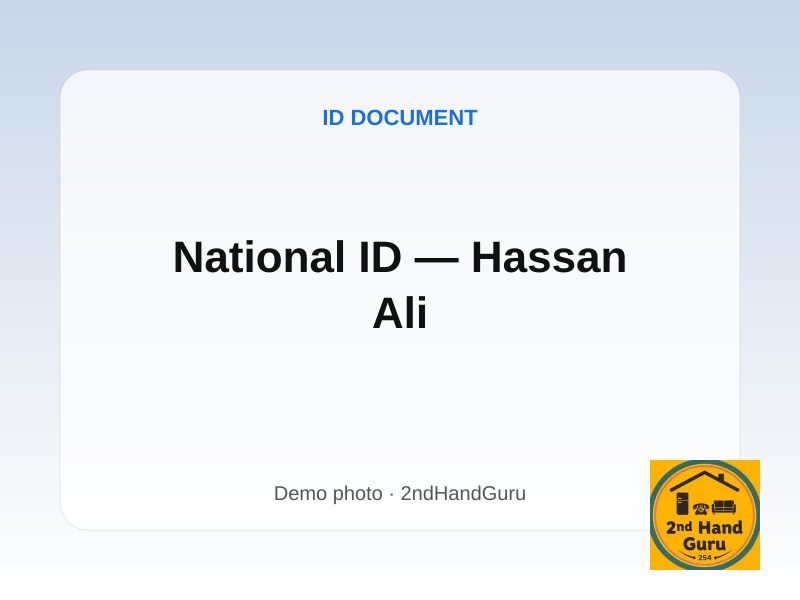 ID DOCUMENT
National ID — Hassan
Ali
Demo photo · 2ndHandGuru
2nd Hand
Guru
254